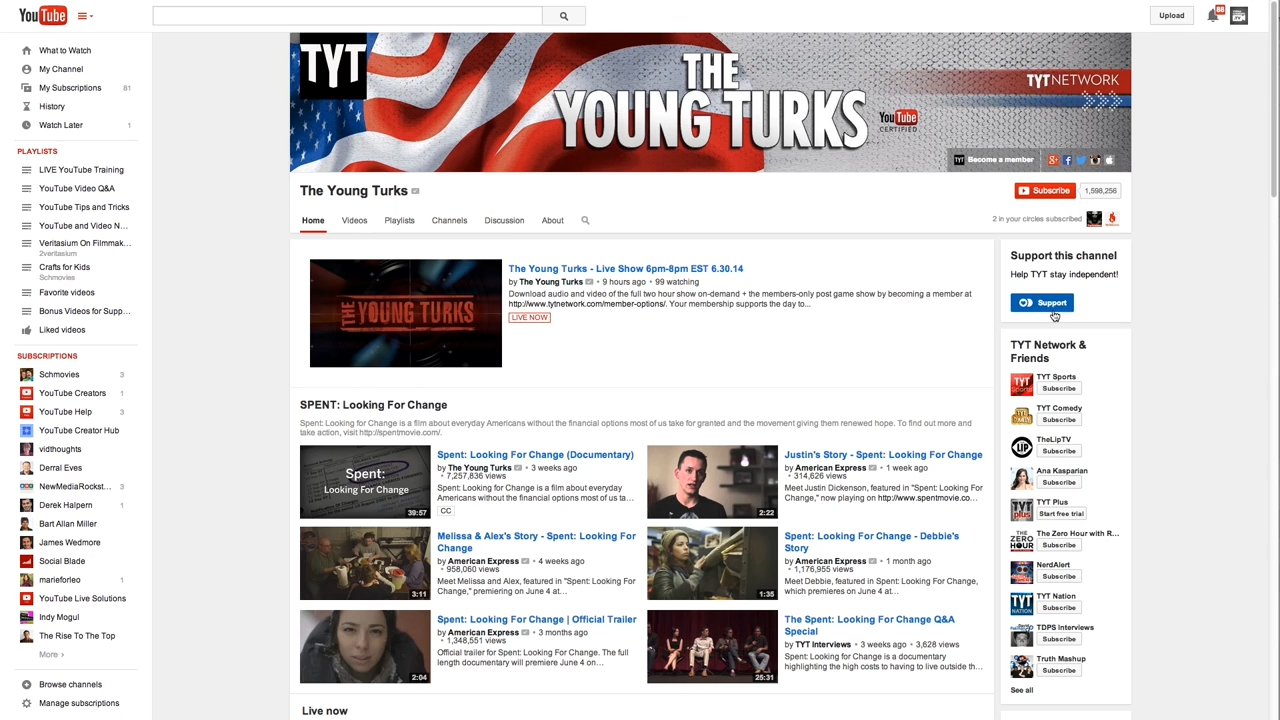 YouTube
Upload
88
What to Watch
My Channel
My Subscriptions 81
History
Watch Later 1
PLAYLISTS
LIVE YouTube Training
YouTube Video Q&A
YouTube Tips and Tricks
YouTube and Video N...
Veritasium On Filmmak...
2veritasium
Crafts for Kids
Schmovies
Favorite videos
Bonus Videos for Supp...
Liked videos
SUBSCRIPTIONS
Schmovies 3
YouTube Creators 1
YouTube Help 3
YouTube Creator Hub
vidthoughts
Derral Eves
NewMediaRockst... 3
Derek Halpern 1
Bart Allan Miller
James Wedmore
Social Blade
marieforleo 1
YouTube Live Solutions
Indy Mogul
The Rise To The Top
More ›
Browse channels
Manage subscriptions
TYT
THE
YOUNG TURKS
YouTube
CERTIFIED
TYT NETWORK
TYT Become a member
The Young Turks
Subscribe 1,598,256
Home Videos Playlists Channels Discussion About
2 in your circles subscribed
THE YOUNG TURKS
The Young Turks - Live Show 6pm-8pm EST 6.30.14
by The Young Turks • 9 hours ago • 99 watching
Download audio and video of the full two hour show on-demand + the members-only post game show by becoming a member at
http://www.tytnetwork.com/member-options/. Your membership supports the day to...
LIVE NOW
SPENT: Looking For Change
Spent: Looking for Change is a film about everyday Americans without the financial options most of us take for granted and the movement giving them renewed hope. To find out more and
take action, visit http://spentmovie.com/.
Spent:
Looking For Change
39:57
Spent: Looking For Change (Documentary)
by The Young Turks • 3 weeks ago
• 7,257,836 views
Spent: Looking for Change is a film about everyday
Americans without the financial options most of us ta...
CC
2:22
Justin's Story - Spent: Looking For Change
by American Express • 1 week ago
• 314,626 views
Meet Justin Dickenson, featured in "Spent: Looking For
Change," now playing on http://www.spentmovie.co...
3:11
Melissa & Alex's Story - Spent: Looking For
Change
by American Express • 4 weeks ago
• 958,060 views
Meet Melissa and Alex, featured in "Spent: Looking For
Change," premiering on June 4 at...
1:35
Spent: Looking For Change - Debbie's
Story
by American Express • 1 month ago
• 1,176,955 views
Meet Debbie, featured in Spent: Looking For Change,
which premieres on June 4 at...
2:04
Spent: Looking For Change | Official Trailer
by American Express • 3 months ago
• 1,348,551 views
Official trailer for Spent: Looking For Change. The full
length documentary will premiere June 4 on...
25:31
The Spent: Looking For Change Q&A
Special
by TYT Interviews • 3 weeks ago • 3,628 views
Spent: Looking for Change is a documentary
highlighting the high costs to having to live outside th...
Live now
Support this channel
Help TYT stay independent!
Support
TYT Network &
Friends
TYT Sports
Subscribe
TYT Comedy
Subscribe
TheLipTV
Subscribe
Ana Kasparian
Subscribe
TYT Plus
Start free trial
The Zero Hour with R...
Subscribe
NerdAlert
Subscribe
TYT Nation
Subscribe
TDPS Interviews
Subscribe
Truth Mashup
Subscribe
See all